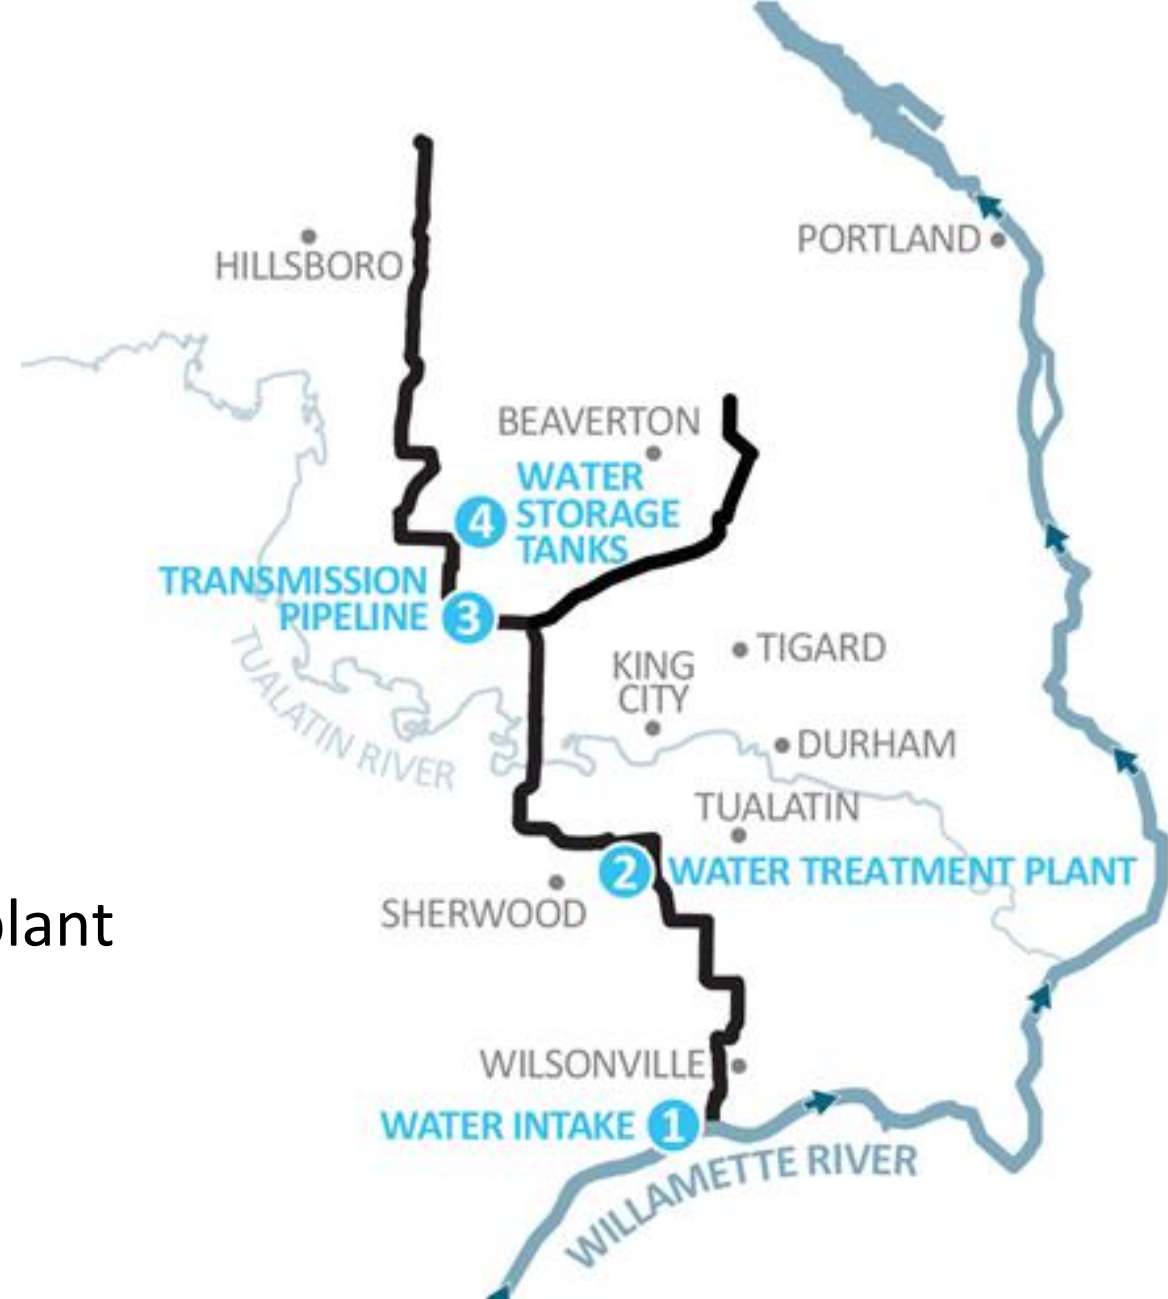 PORTLAND
HILLSBORO
BEAVERTON
4
WATER
STORAGE
TANKS
TRANSMISSION
PIPELINE
3
TUALATIN RIVER
KING
CITY
TIGARD
DURHAM
TUALATIN
2
WATER TREATMENT PLANT
SHERWOOD
plant
WILSONVILLE
WATER INTAKE
1
WILLAMETTE RIVER